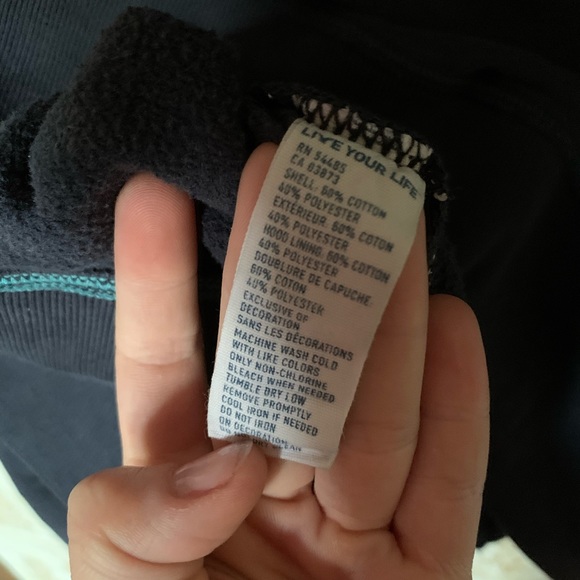 LIVE YOUR LIFE
RN 54485
CA 03873
SHELL: 60% COTTON
40% POLYESTER
EXTÉRIEUR: 60% COTON
40% POLYESTER
HOOD LINING: 60% COTTON
40% POLYESTER
DOUBLURE DE CAPUCHE:
60% COTON
40% POLYESTER
EXCLUSIVE OF
DECORATION
SANS LES DÉCORATIONS
MACHINE WASH COLD
WITH LIKE COLORS
ONLY NON-CHLORINE
BLEACH WHEN NEEDED
TUMBLE DRY LOW
REMOVE PROMPTLY
COOL IRON IF NEEDED
DO NOT IRON
ON DECORATION
CLEAN